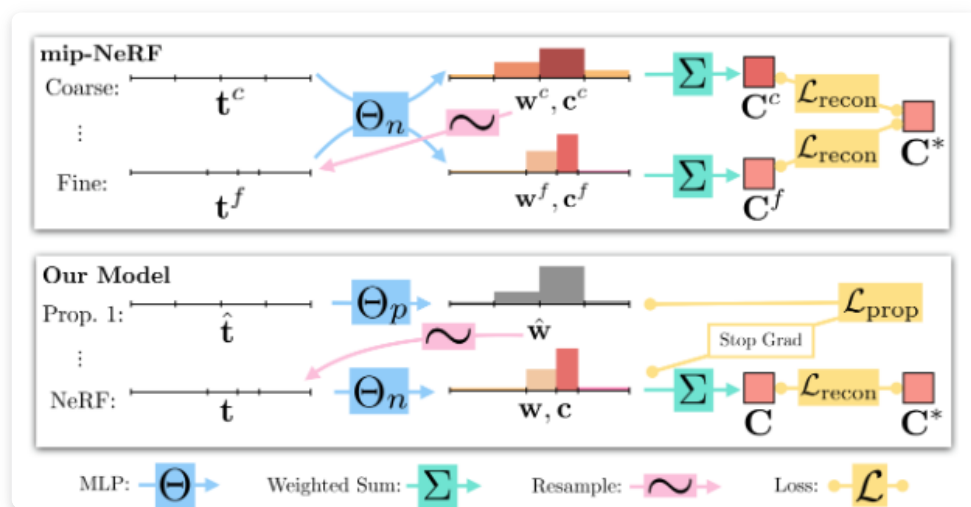 mip-NeRF
Coarse:
t^c
Θ_n
∼
w^c, c^c
Σ
C^c
ℒ_recon
C*
⋮
Fine:
t^f
w^f, c^f
Σ
C^f
ℒ_recon
Our Model
Prop. 1:
t̂
Θ_p
ŵ
∼
ℒ_prop
Stop Grad
⋮
NeRF:
t
Θ_n
w, c
Σ
C
ℒ_recon
C*
MLP: Θ Weighted Sum: Σ Resample: ∼ Loss: ℒ